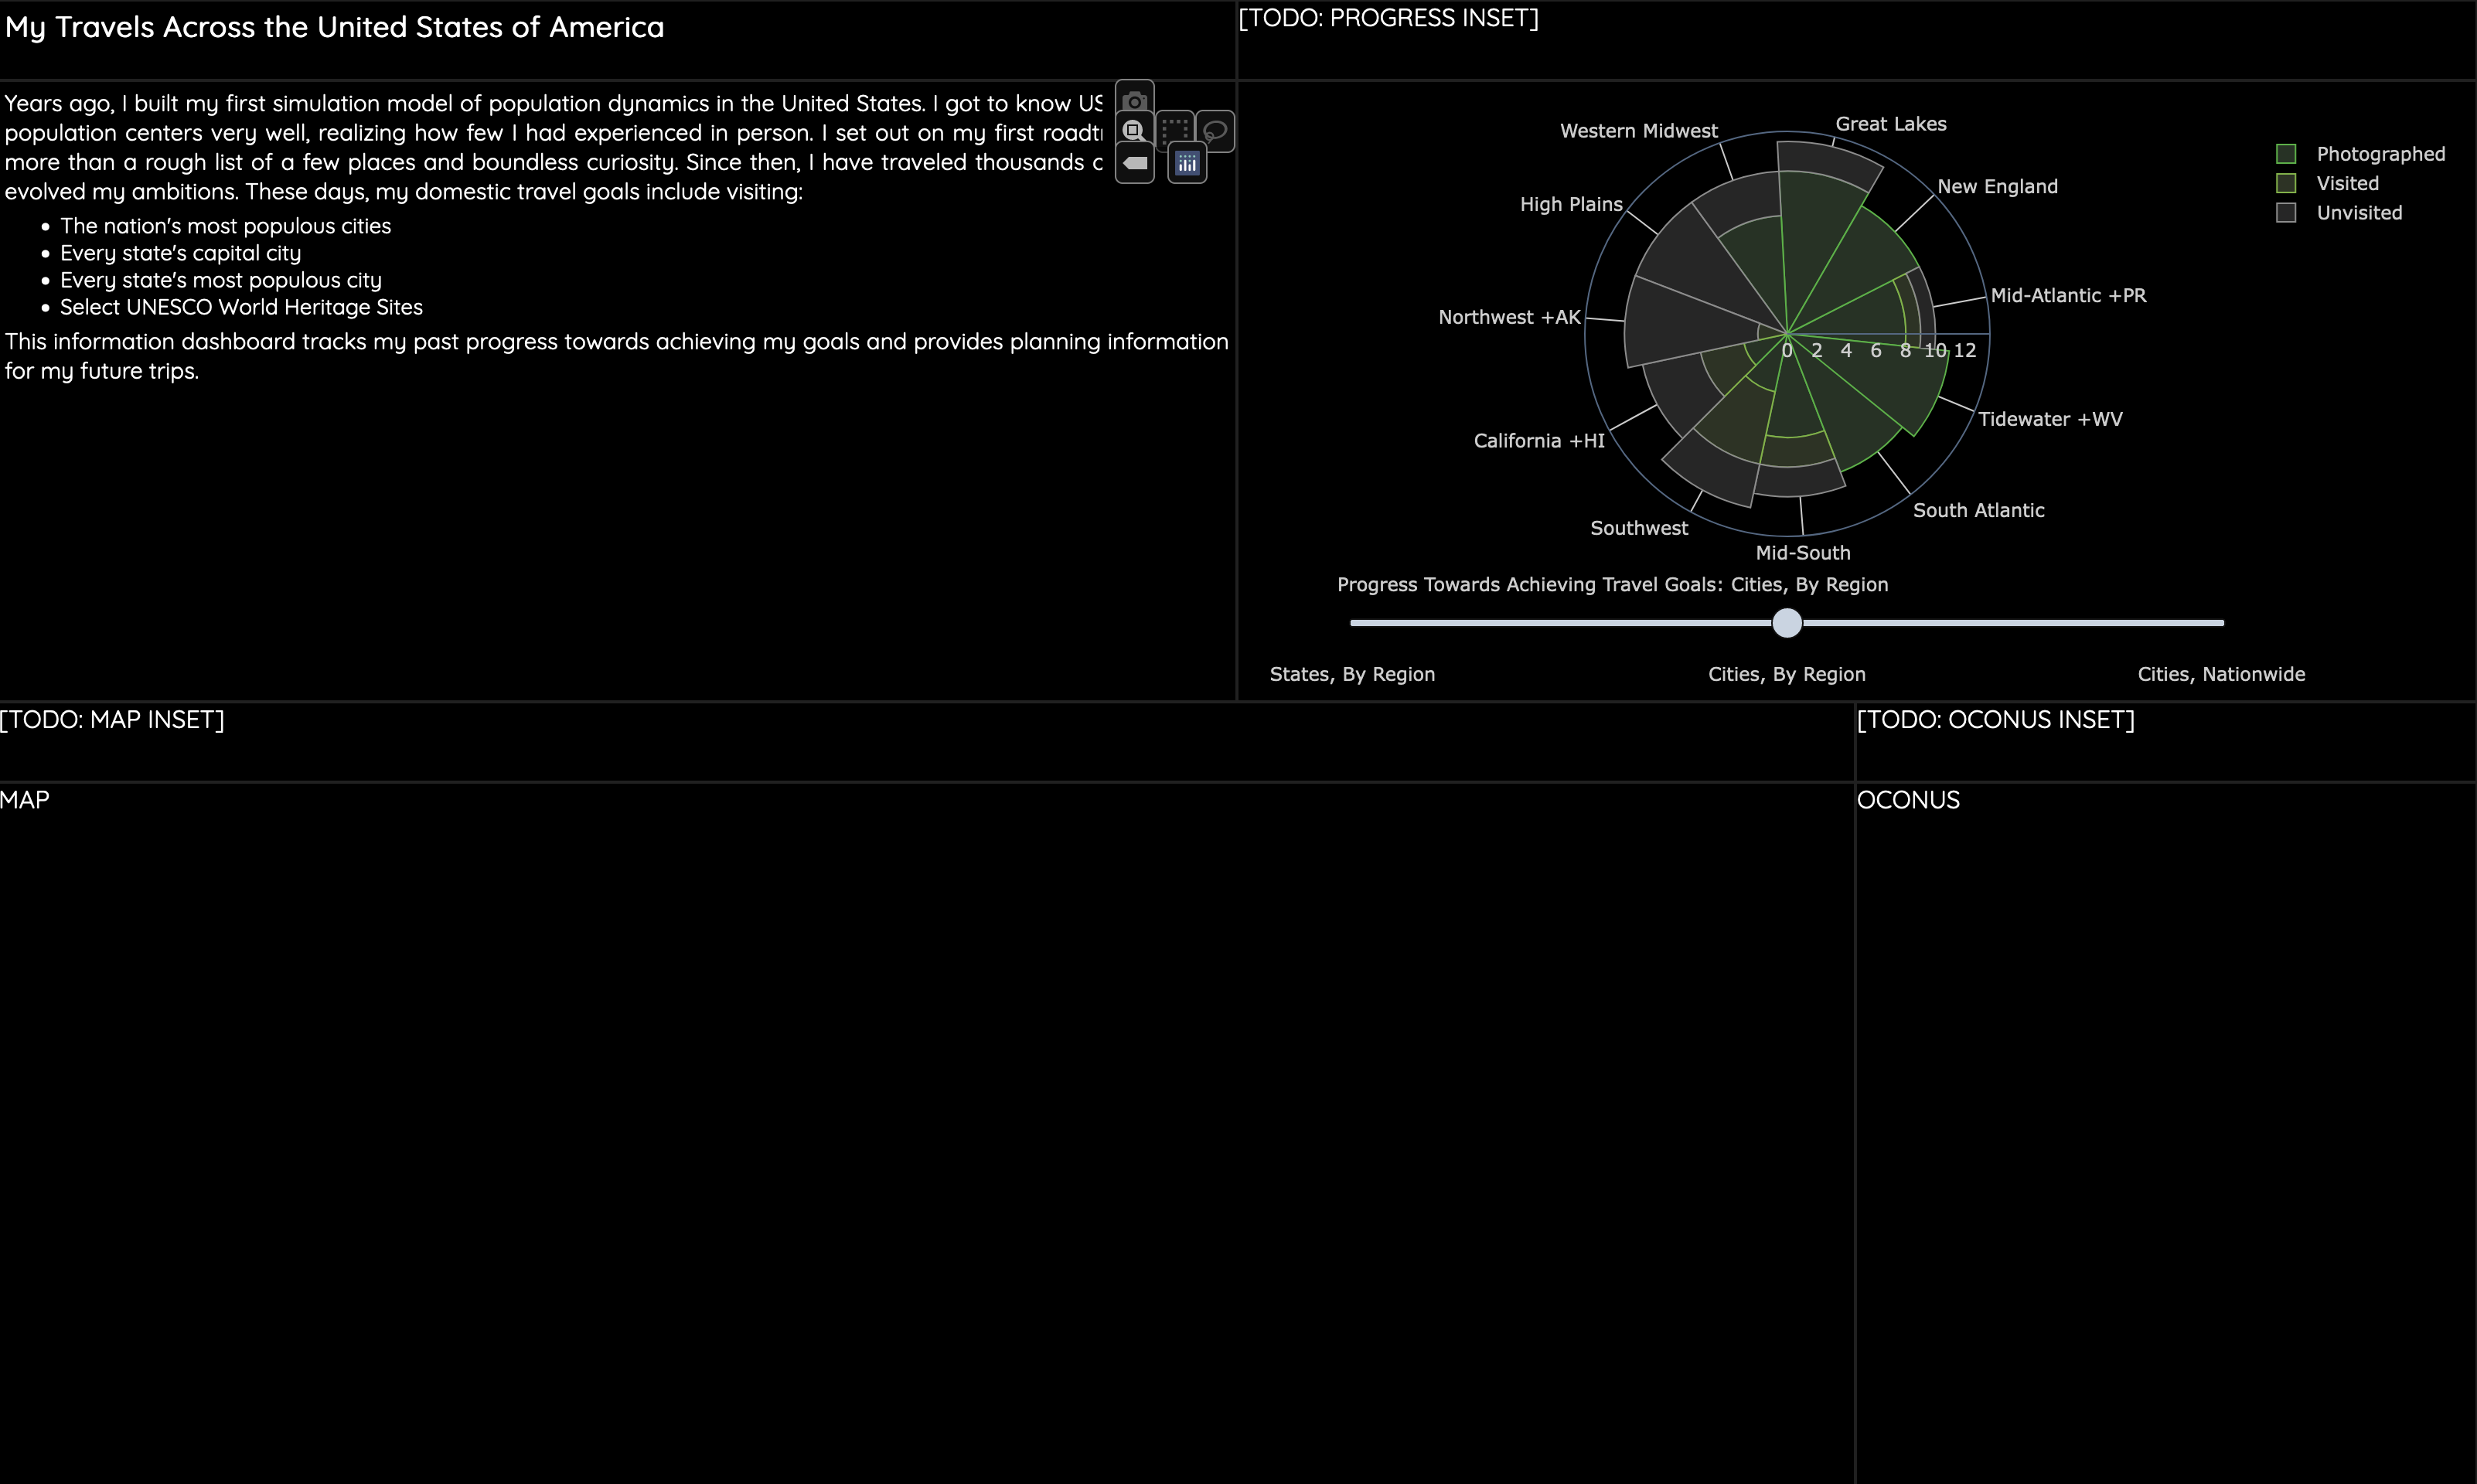 My Travels Across the United States of America
[TODO: PROGRESS INSET]
Years ago, I built my first simulation model of population dynamics in the United States. I got to know US
population centers very well, realizing how few I had experienced in person. I set out on my first
more than a rough list of a few places and boundless curiosity. Since then, I have traveled thousands
evolved my ambitions. These days, my domestic travel goals include visiting:
• The nation's most populous cities
• Every state's capital city
• Every state's most populous city
• Select UNESCO World Heritage Sites
This information dashboard tracks my past progress towards achieving my goals and provides planning information
for my future trips.
Great Lakes
Western Midwest
New England
High Plains
Mid-Atlantic +PR
Northwest +AK
0 2 4 6 8 10 12
Tidewater +WV
California +HI
South Atlantic
Southwest
Mid-South
Photographed
Visited
Unvisited
Progress Towards Achieving Travel Goals: Cities, By Region
States, By Region
Cities, By Region
Cities, Nationwide
[TODO: MAP INSET]
[TODO: OCONUS INSET]
MAP
OCONUS